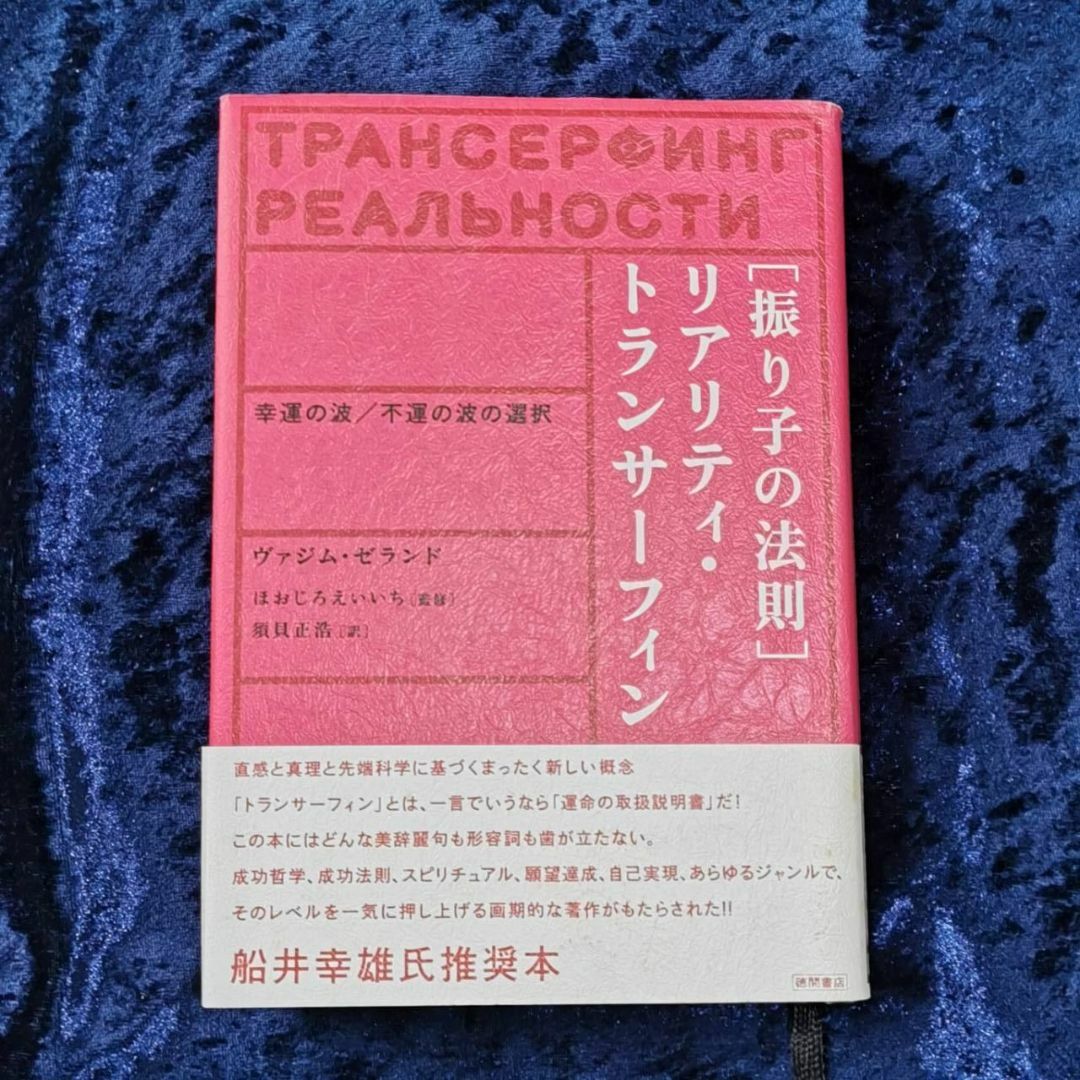 ТРАНСЕРФИНГ
РЕАЛЬНОСТИ
[振り子の法則]
リアリティ・
トランサーフィン
幸運の波／不運の波の選択
ヴァジム・ゼランド
ほおじろえいいち［監修］
須貝正浩［訳］
直感と真理と先端科学に基づくまったく新しい概念
「トランサーフィン」とは、一言でいうなら「運命の取扱説明書」だ！
この本にはどんな美辞麗句も形容詞も歯が立たない。
成功哲学、成功法則、スピリチュアル、願望達成、自己実現、あらゆるジャンルで、
そのレベルを一気に押し上げる画期的な著作がもたらされた!!
船井幸雄氏推奨本
徳間書店